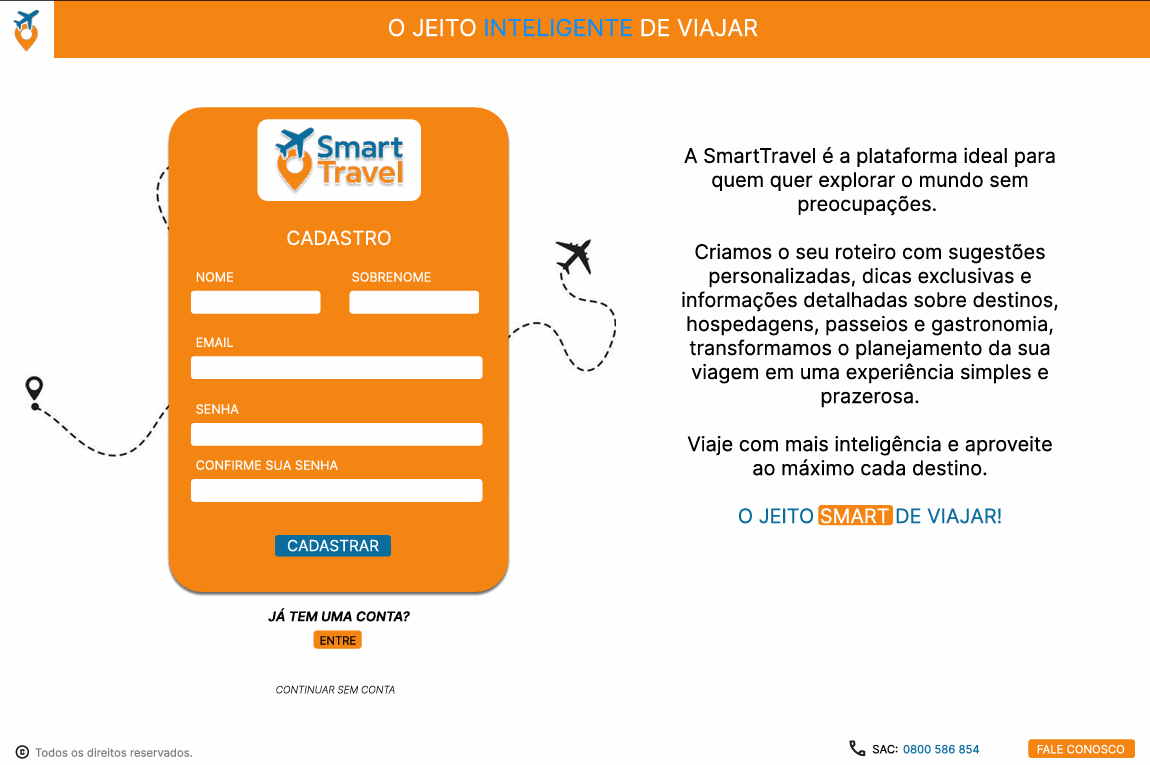 O JEITO INTELIGENTE DE VIAJAR
Smart
Travel
CADASTRO
NOME SOBRENOME
EMAIL
SENHA
CONFIRME SUA SENHA
CADASTRAR
JÁ TEM UMA CONTA?
ENTRE
CONTINUAR SEM CONTA
A SmartTravel é a plataforma ideal para
quem quer explorar o mundo sem
preocupações.
Criamos o seu roteiro com sugestões
personalizadas, dicas exclusivas e
informações detalhadas sobre destinos,
hospedagens, passeios e gastronomia,
transformamos o planejamento da sua
viagem em uma experiência simples e
prazerosa.
Viaje com mais inteligência e aproveite
ao máximo cada destino.
O JEITO SMART DE VIAJAR!
© Todos os direitos reservados.
SAC: 0800 586 854
FALE CONOSCO